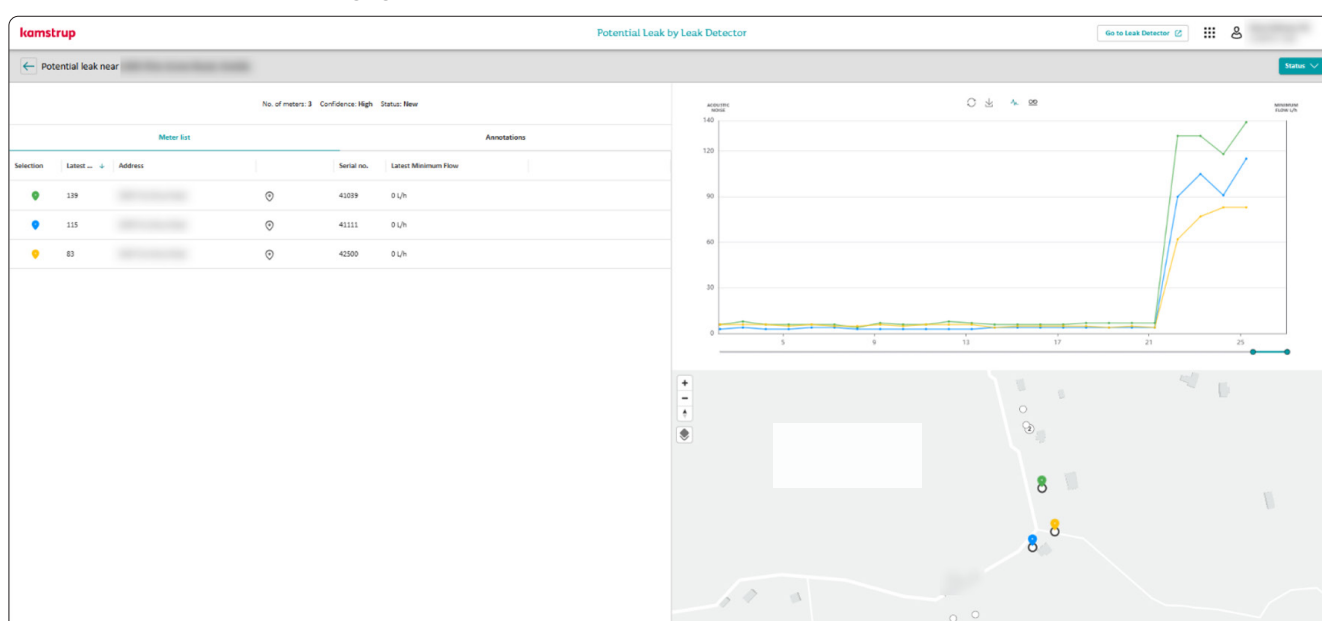 kamstrup
Potential Leak by Leak Detector
Go to Leak Detector
Potential leak near
Status
No. of meters: 3 Confidence: High Status: New
Meter list
Annotations
Selection Latest ... Address Serial no. Latest Minimum Flow
139 41039 0 L/h
115 41111 0 L/h
83 42500 0 L/h
ACOUSTIC
NOISE
MINIMUM
FLOW L/h
140
120
90
60
30
0
5 9 13 17 21 25
+
−
2